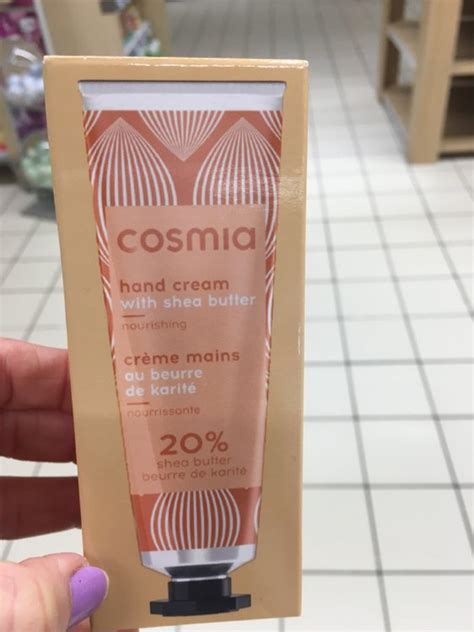 cosmia
hand cream
with shea butter
nourishing
crème mains
au beurre
de karité
nourrissante
20%
shea butter
beurre de karité